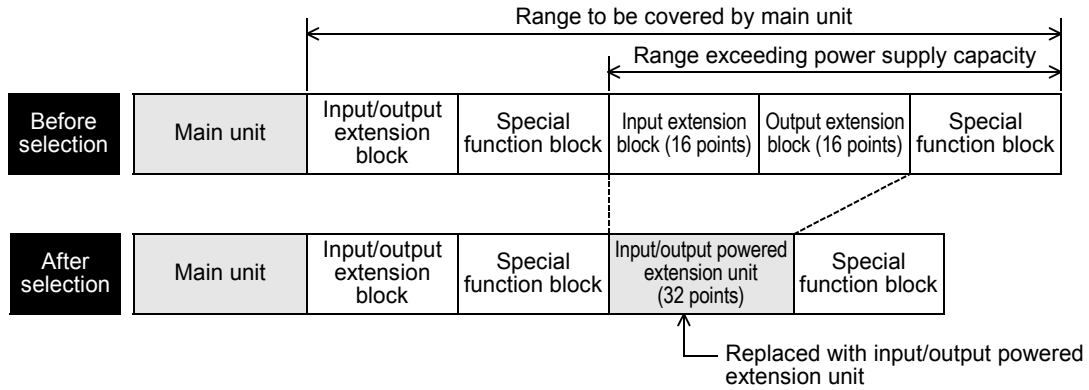 Range to be covered by main unit
Range exceeding power supply capacity
Before
selection
Main unit
Input/output
extension
block
Special
function block
Input extension
block (16 points)
Output extension
block (16 points)
Special
function block
After
selection
Main unit
Input/output
extension
block
Special
function block
Input/output powered
extension unit
(32 points)
Special
function block
Replaced with input/output powered
extension unit